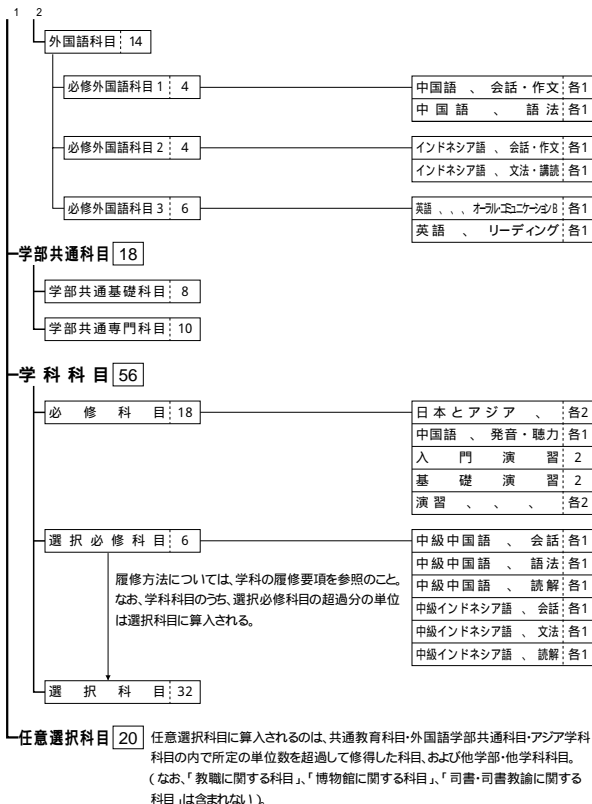 1 2
外国語科目 14
必修外国語科目1 4
中国語 、 会話・作文 各1
中国語 、 語法 各1
必修外国語科目2 4
インドネシア語 、 会話・作文 各1
インドネシア語 、 文法・講読 各1
必修外国語科目3 6
英語 、 、 、 オーラル・コミュニケーションB 各1
英語 、 リーディング 各1
学部共通科目 18
学部共通基礎科目 8
学部共通専門科目 10
学科科目 56
必修科目 18
日本とアジア 、 各2
中国語 、 発音・聴力 各1
入門演習 2
基礎演習 2
演習 、 、 、 各2
選択必修科目 6
中級中国語 、 会話 各1
中級中国語 、 語法 各1
中級中国語 、 読解 各1
中級インドネシア語 、 会話 各1
中級インドネシア語 、 文法 各1
中級インドネシア語 、 読解 各1
履修方法については、学科の履修要項を参照のこと。
なお、学科科目のうち、選択必修科目の超過分の単位
は選択科目に算入される。
選択科目 32
任意選択科目 20
任意選択科目に算入されるのは、共通教育科目・外国語学部共通科目・アジア学科
科目の内で所定の単位数を超過して修得した科目、および他学部・他学科科目。
(なお、「教職に関する科目」、「博物館に関する科目」、「司書・司書教諭に関する
科目」は含まれない)。